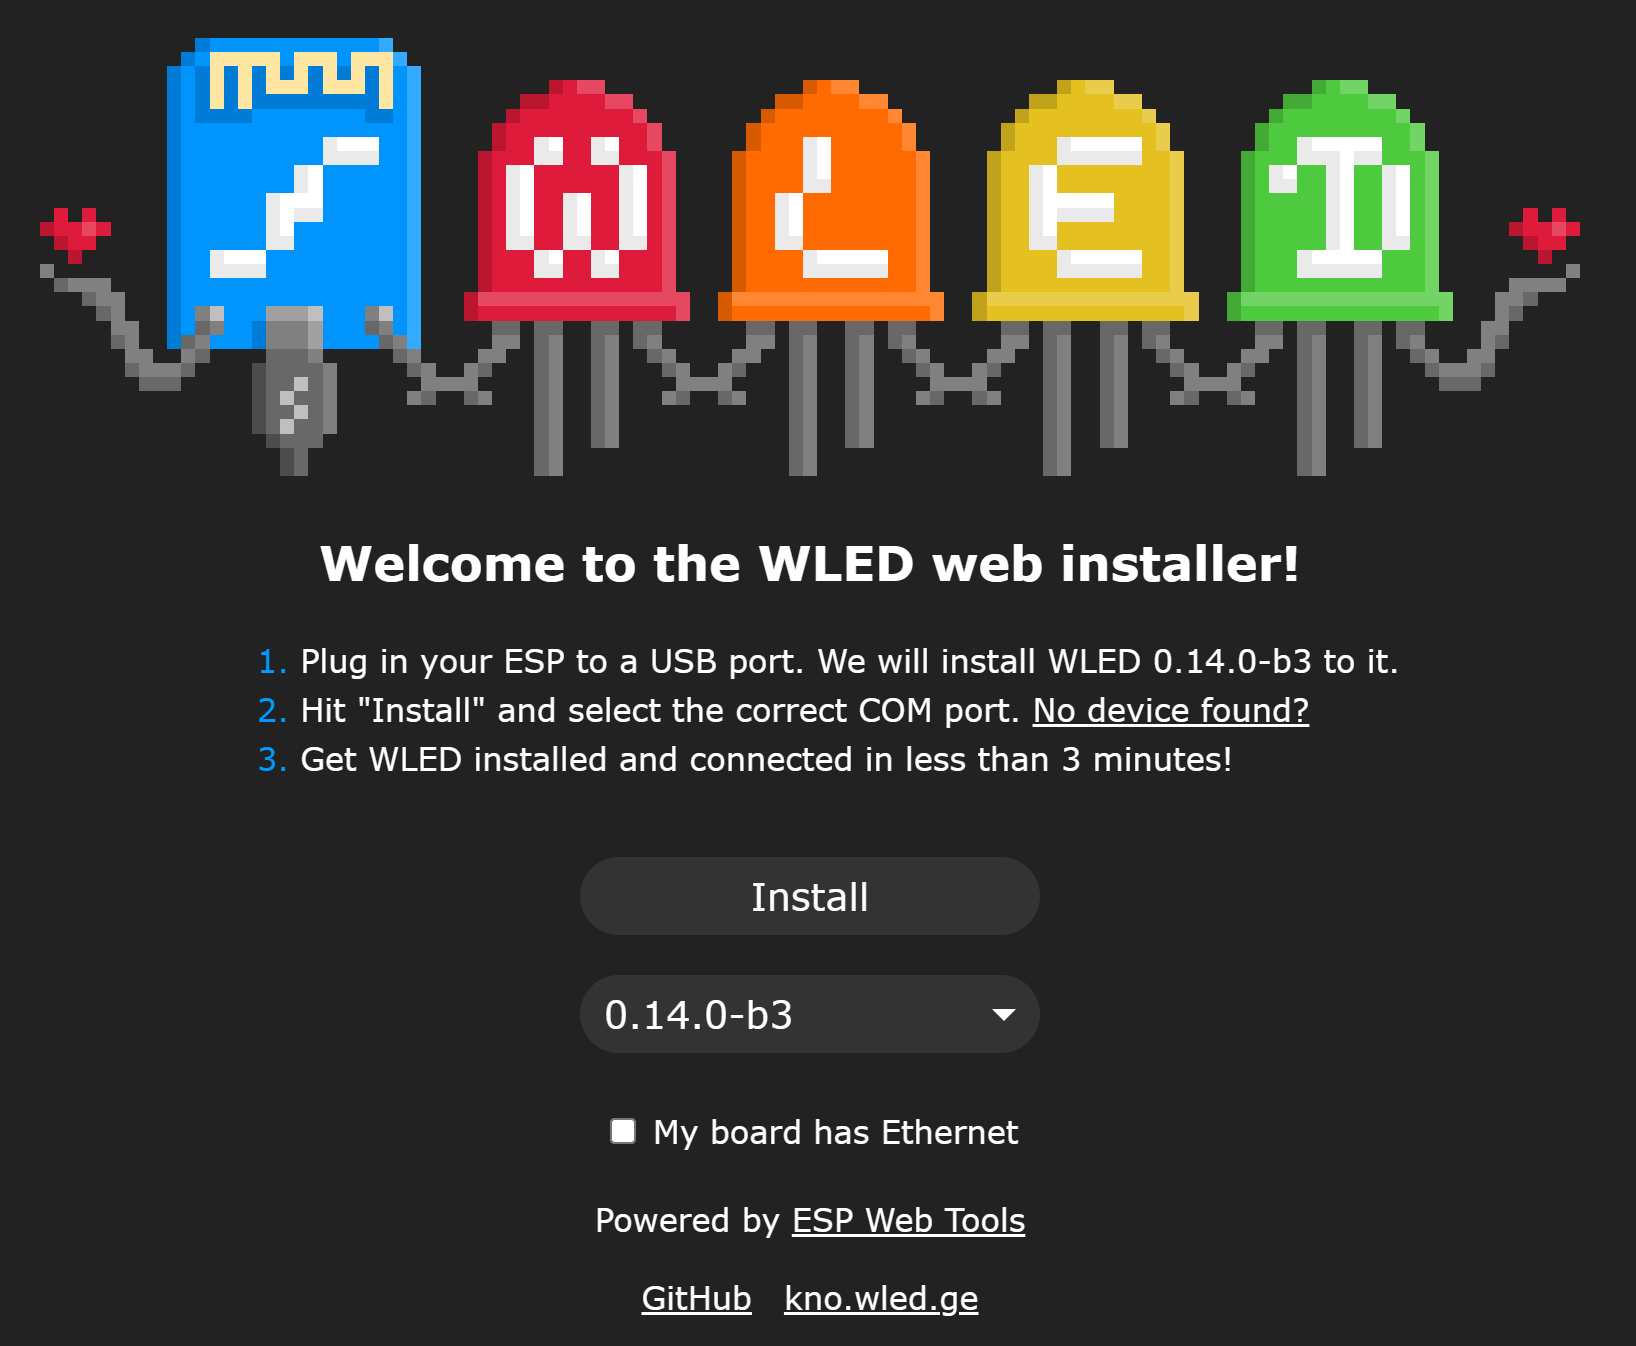 WLED
Welcome to the WLED web installer!
1. Plug in your ESP to a USB port. We will install WLED 0.14.0-b3 to it.
2. Hit "Install" and select the correct COM port. No device found?
3. Get WLED installed and connected in less than 3 minutes!
Install
0.14.0-b3
My board has Ethernet
Powered by ESP Web Tools
GitHub kno.wled.ge